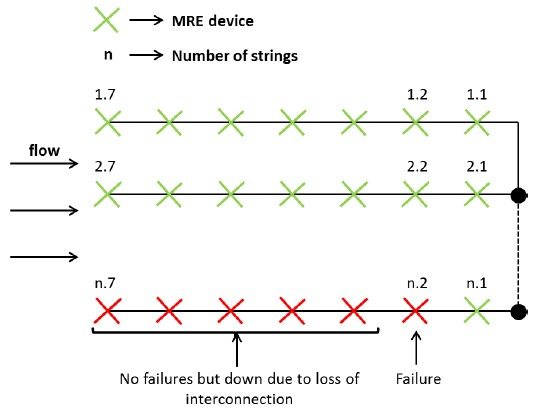 MRE device
n Number of strings
1.7 1.2 1.1
flow
2.7 2.2 2.1
n.7 n.2 n.1
No failures but down due to loss of
interconnection
Failure